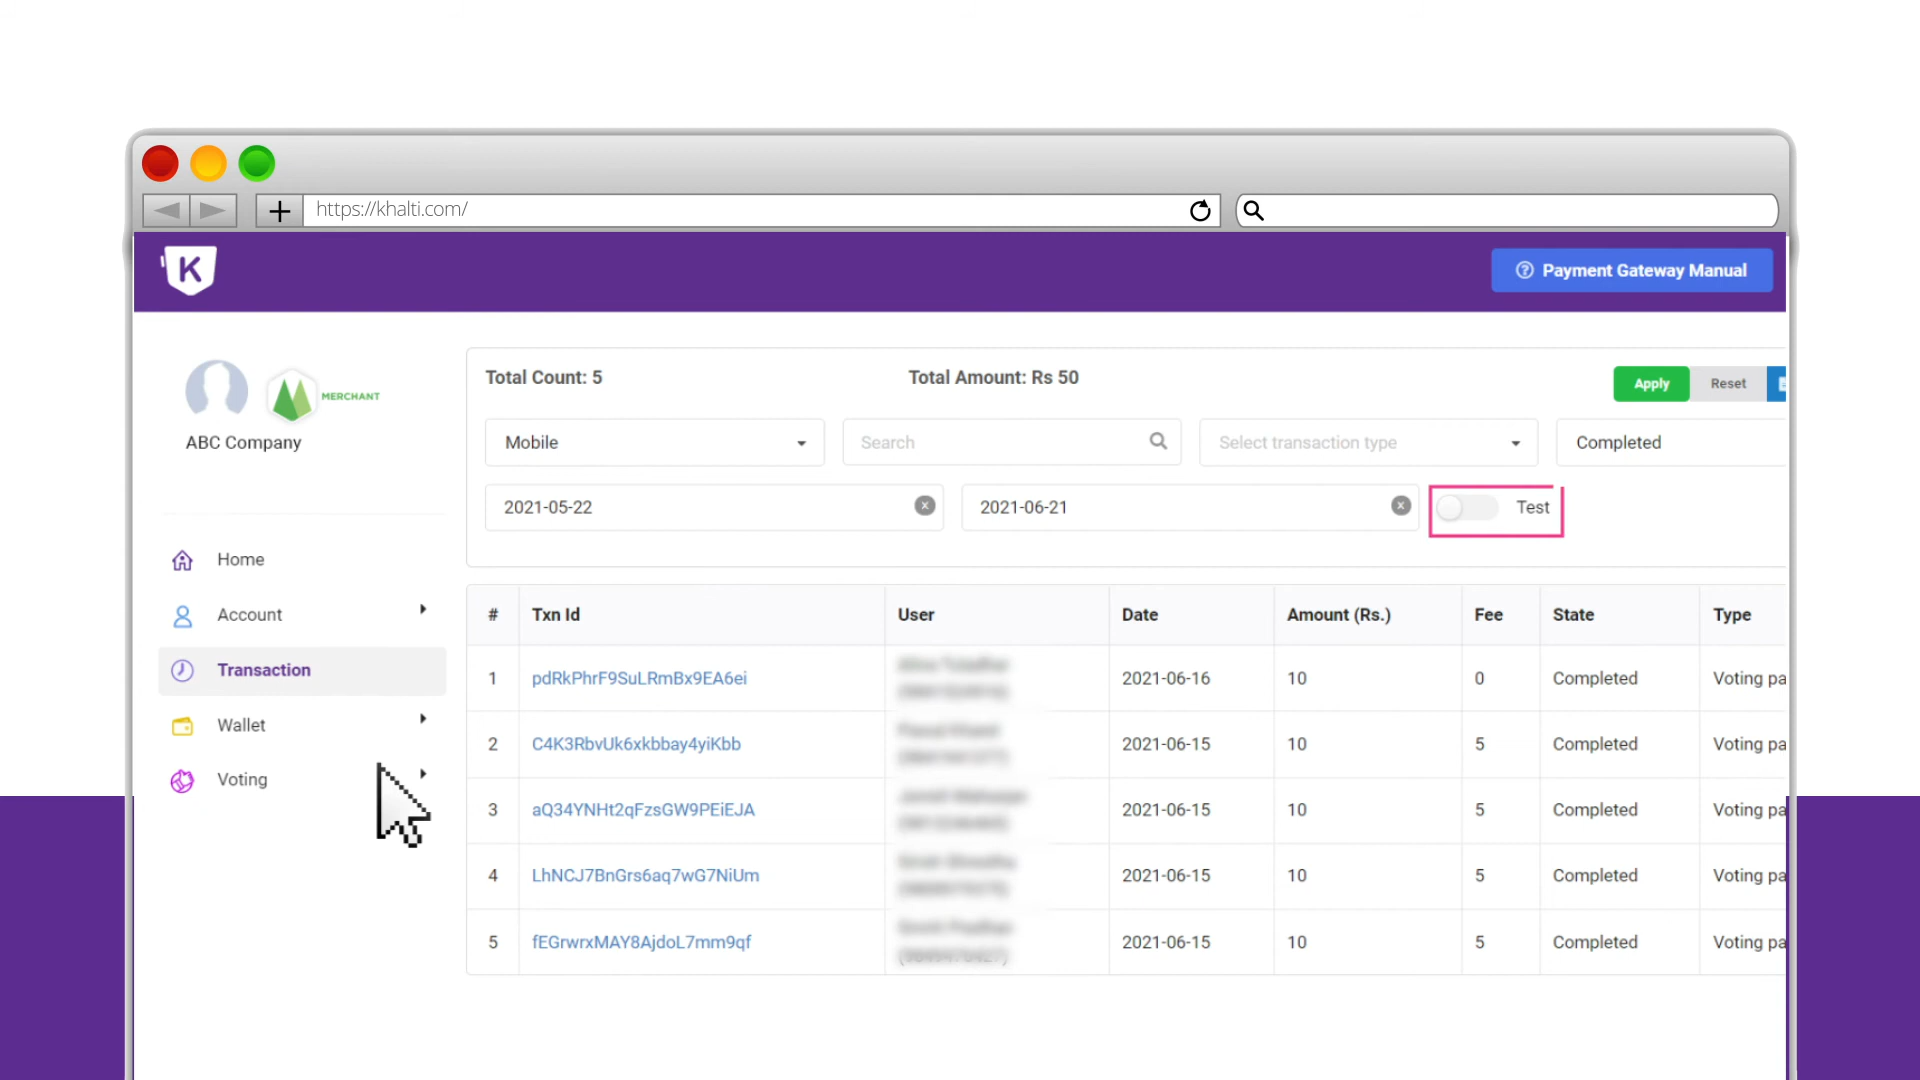 https://khalti.com/
K
Payment Gateway Manual
MERCHANT
ABC Company
Home
Account
Transaction
Wallet
Voting
Total Count: 5 Total Amount: Rs 50 Apply Reset
Mobile Search Select transaction type Completed
2021-05-22 2021-06-21 Test
# Txn Id User Date Amount (Rs.) Fee State Type
1 pdRkPhrF9SuLRmBx9EA6ei 2021-06-16 10 0 Completed Voting pa
2 C4K3RbvUk6xkbbay4yiKbb 2021-06-15 10 5 Completed Voting pa
3 aQ34YNHt2qFzsGW9PEiEJA 2021-06-15 10 5 Completed Voting pa
4 LhNCJ7BnGrs6aq7wG7NiUm 2021-06-15 10 5 Completed Voting pa
5 fEGrwrxMAY8AjdoL7mm9qf 2021-06-15 10 5 Completed Voting pa